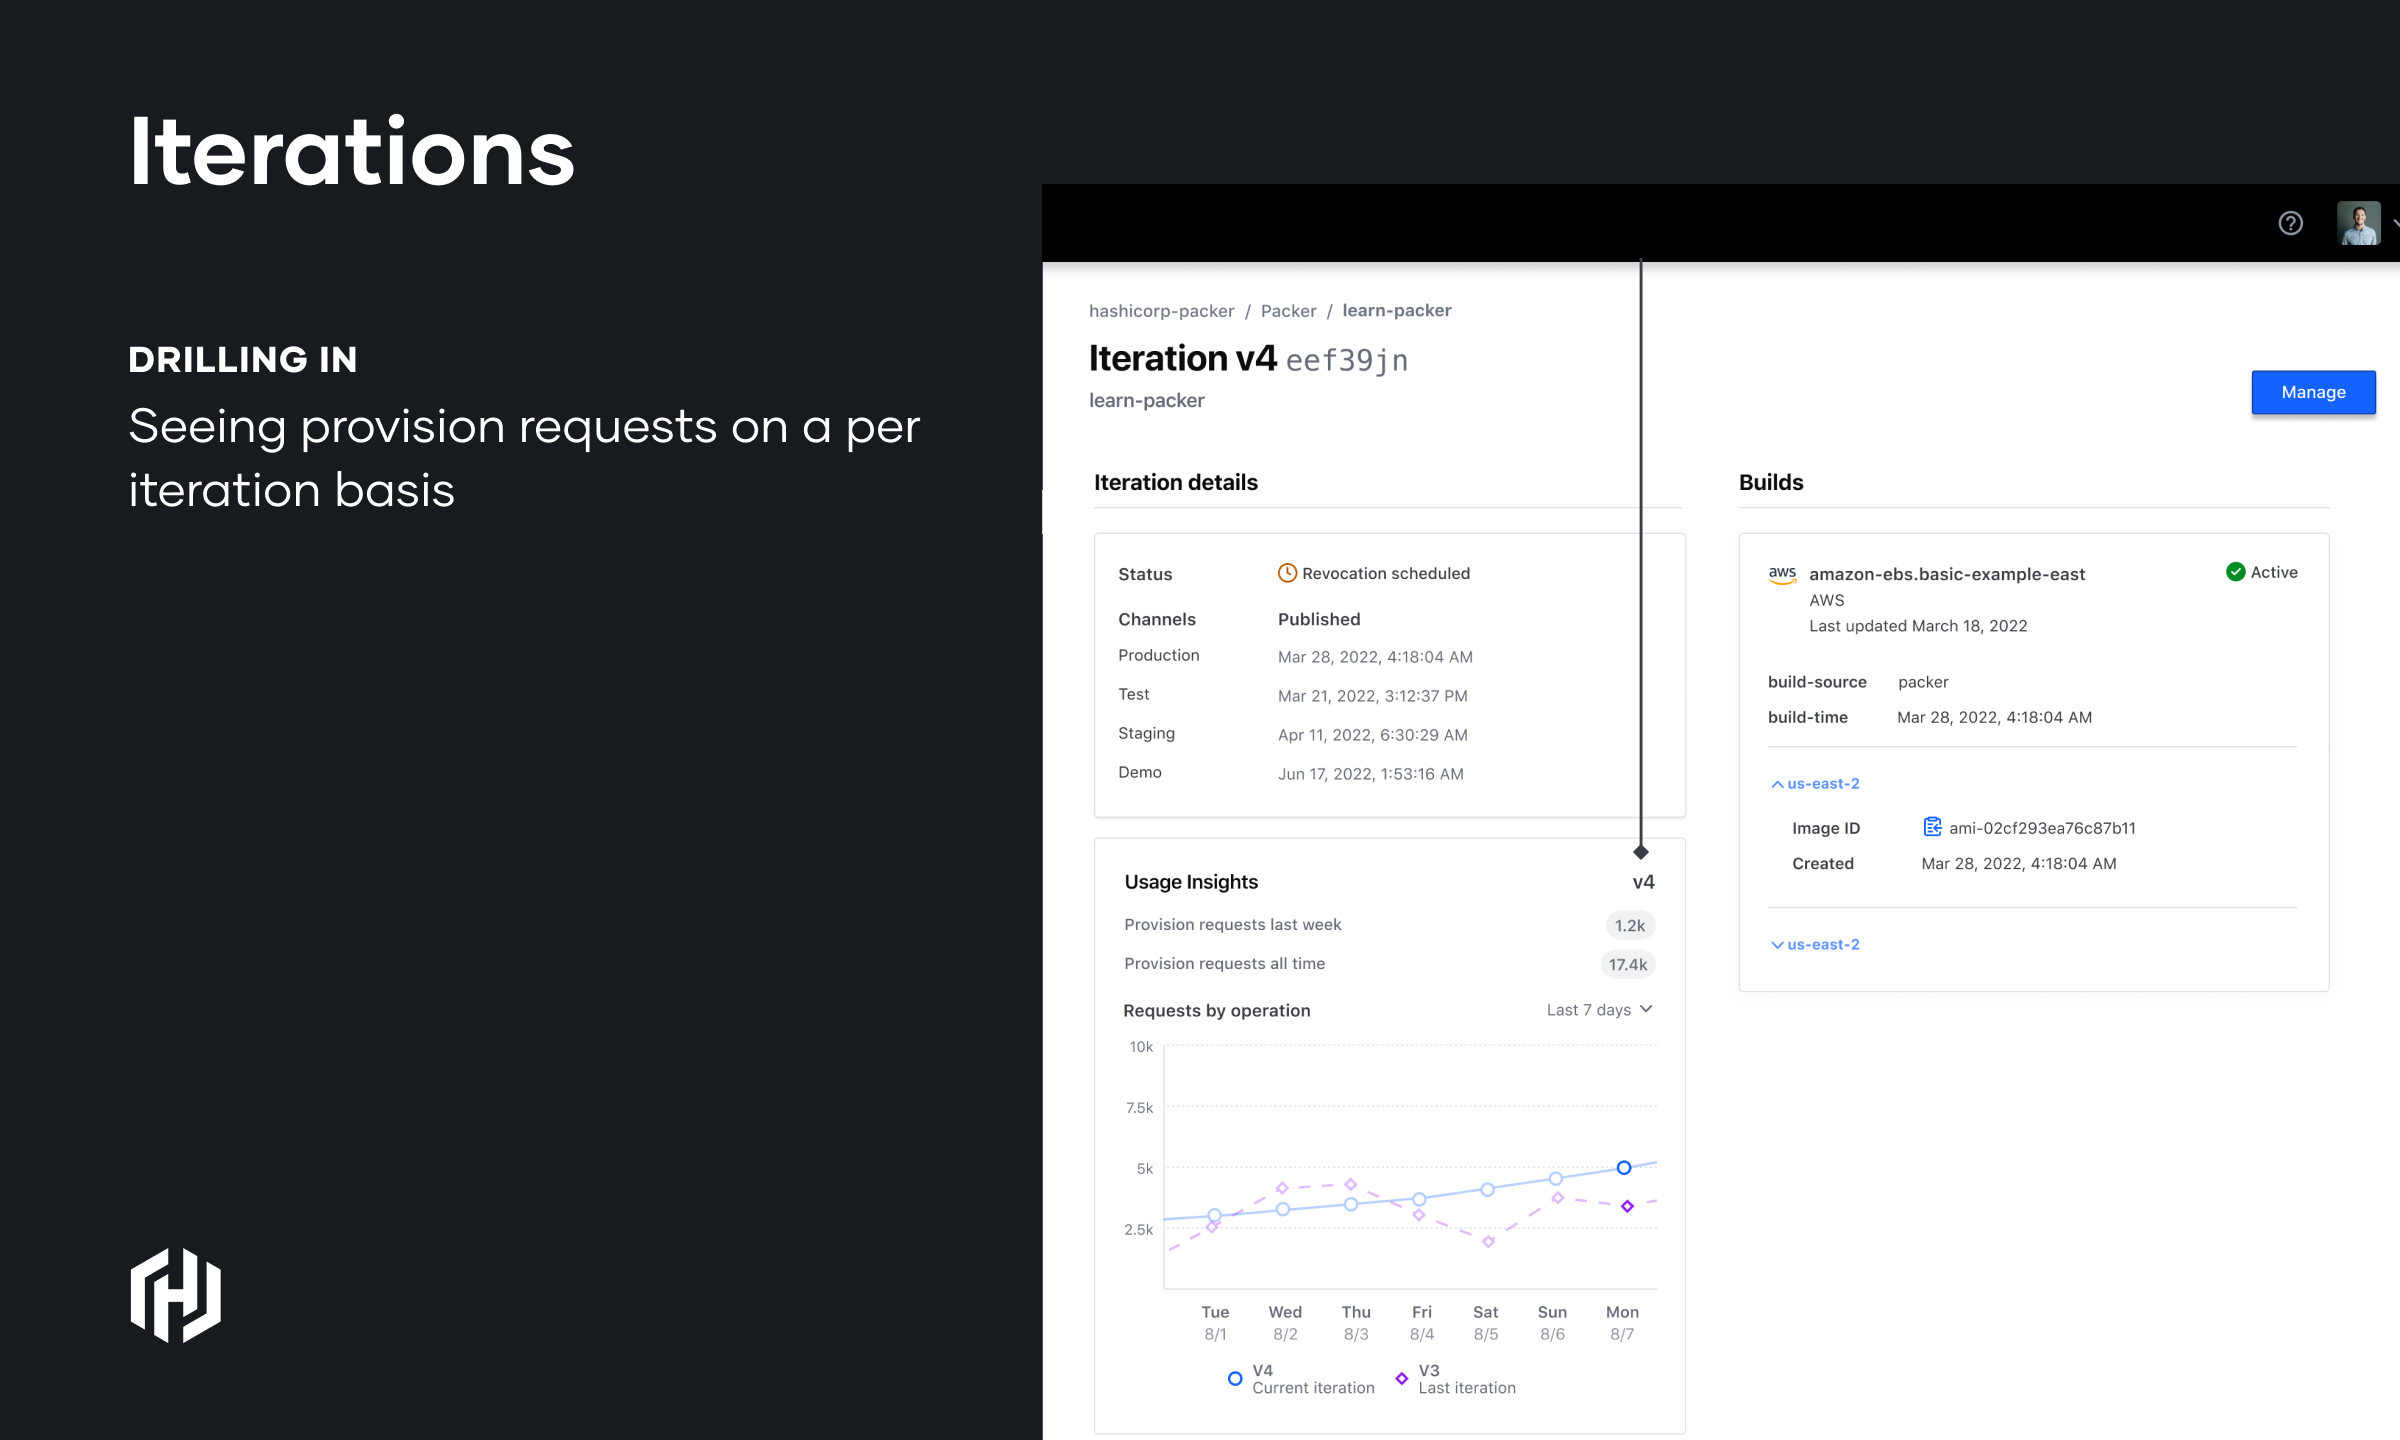 Iterations
DRILLING IN
Seeing provision requests on a per
iteration basis
hashicorp-packer / Packer / learn-packer
Iteration v4 eef39jn
learn-packer
Manage
Iteration details
Status Revocation scheduled
Channels Published
Production Mar 28, 2022, 4:18:04 AM
Test Mar 21, 2022, 3:12:37 PM
Staging Apr 11, 2022, 6:30:29 AM
Demo Jun 17, 2022, 1:53:16 AM
Usage Insights v4
Provision requests last week 1.2k
Provision requests all time 17.4k
Requests by operation Last 7 days
10k
7.5k
5k
2.5k
Tue Wed Thu Fri Sat Sun Mon
8/1 8/2 8/3 8/4 8/5 8/6 8/7
V4 V3
Current iteration Last iteration
Builds
aws amazon-ebs.basic-example-east Active
AWS
Last updated March 18, 2022
build-source packer
build-time Mar 28, 2022, 4:18:04 AM
us-east-2
Image ID ami-02cf293ea76c87b11
Created Mar 28, 2022, 4:18:04 AM
us-east-2